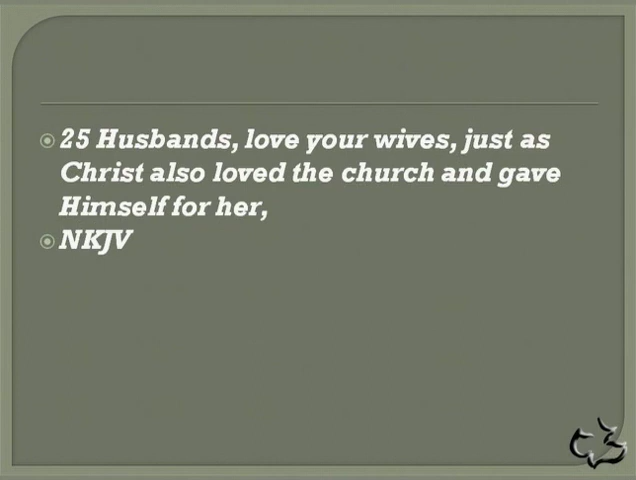 25 Husbands, love your wives, just as
Christ also loved the church and gave
Himself for her,
NKJV